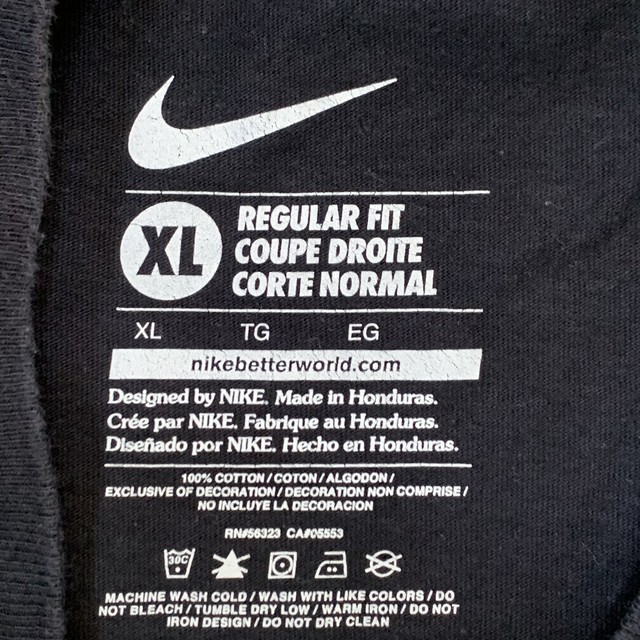 XL
REGULAR FIT
COUPE DROITE
CORTE NORMAL
XL TG EG
nikebetterworld.com
Designed by NIKE. Made in Honduras.
Crée par NIKE. Fabrique au Honduras.
Diseñado por NIKE. Hecho en Honduras.
100% COTTON / COTON / ALGODON /
EXCLUSIVE OF DECORATION / DECORATION NON COMPRISE /
NO INCLUYE LA DECORACION
RN#56323 CA#05553
30C
MACHINE WASH COLD / WASH WITH LIKE COLORS / DO
NOT BLEACH / TUMBLE DRY LOW / WARM IRON / DO NOT
IRON DESIGN / DO NOT DRY CLEAN